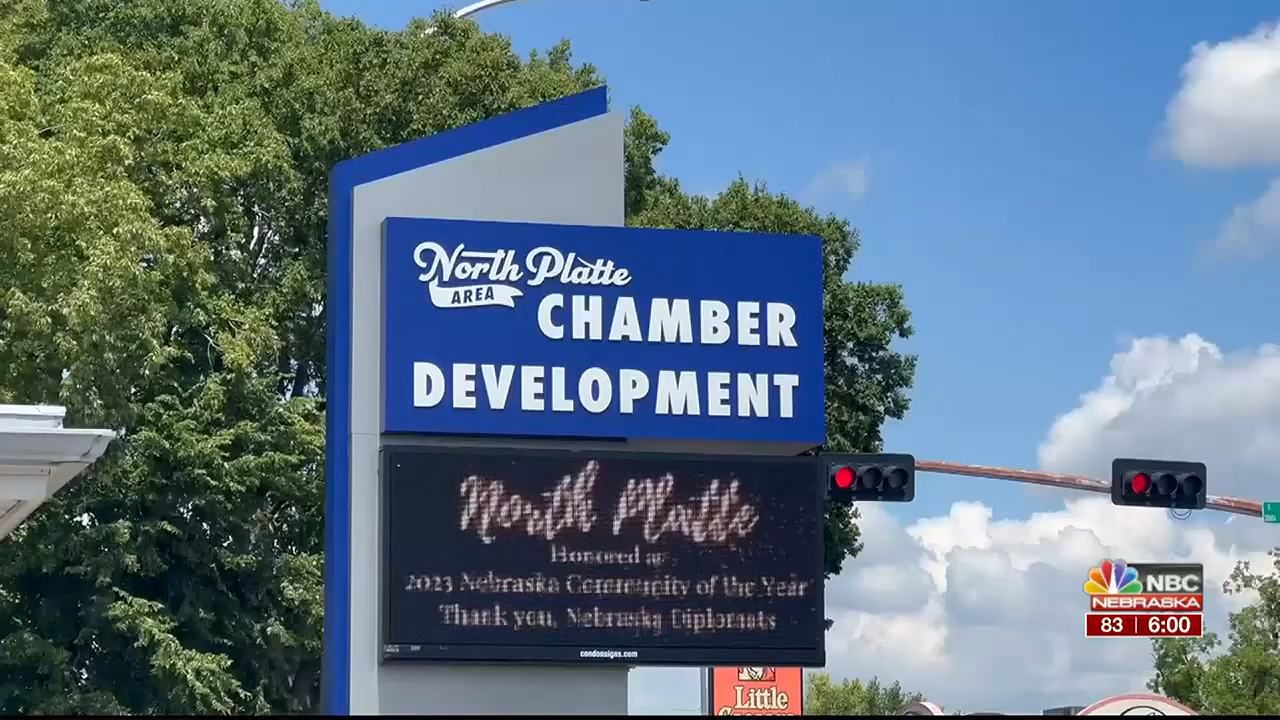 North Platte
AREA
CHAMBER
DEVELOPMENT
North Platte
Honored as
2023 Nebraska Community of the Year
Thank you, Nebraska Diplomats
condonsigns.com
Little
NBC
NEBRASKA
83 6:00